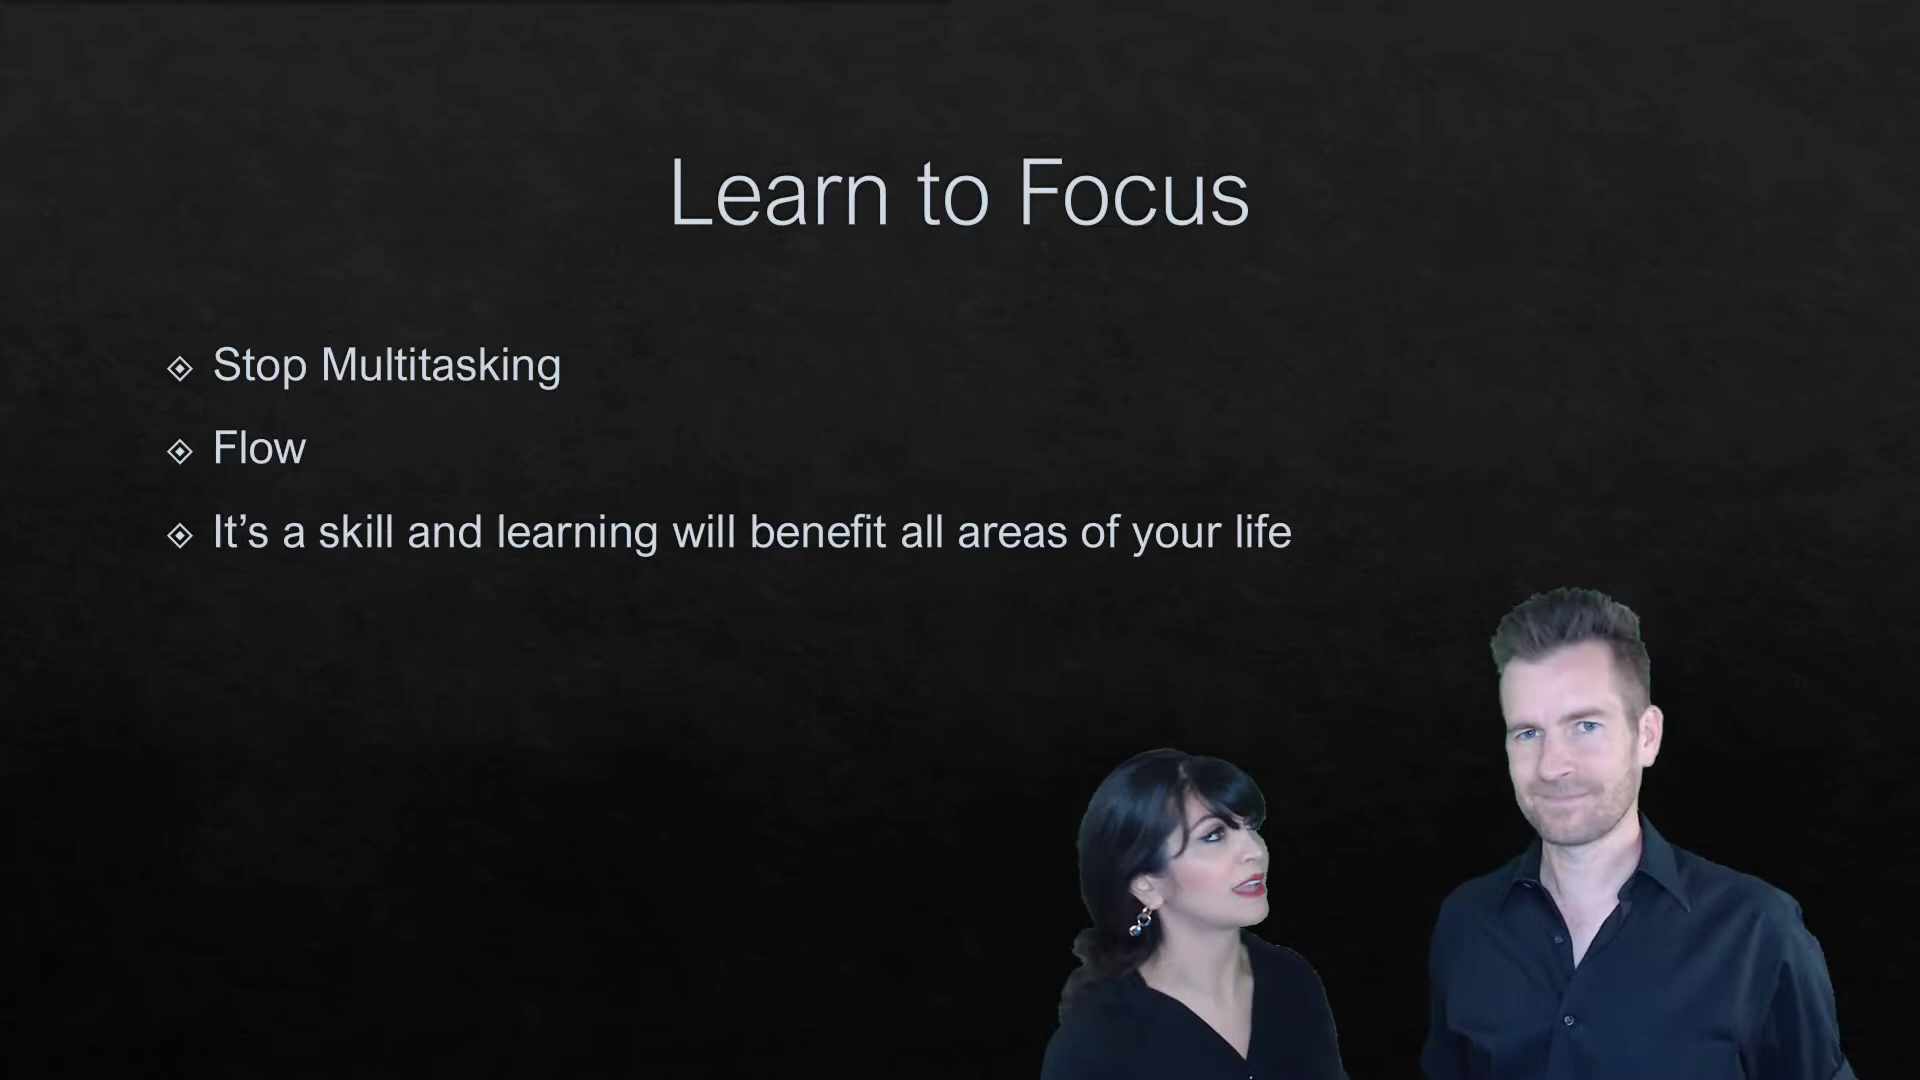 Learn to Focus
Stop Multitasking
Flow
It’s a skill and learning will benefit all areas of your life